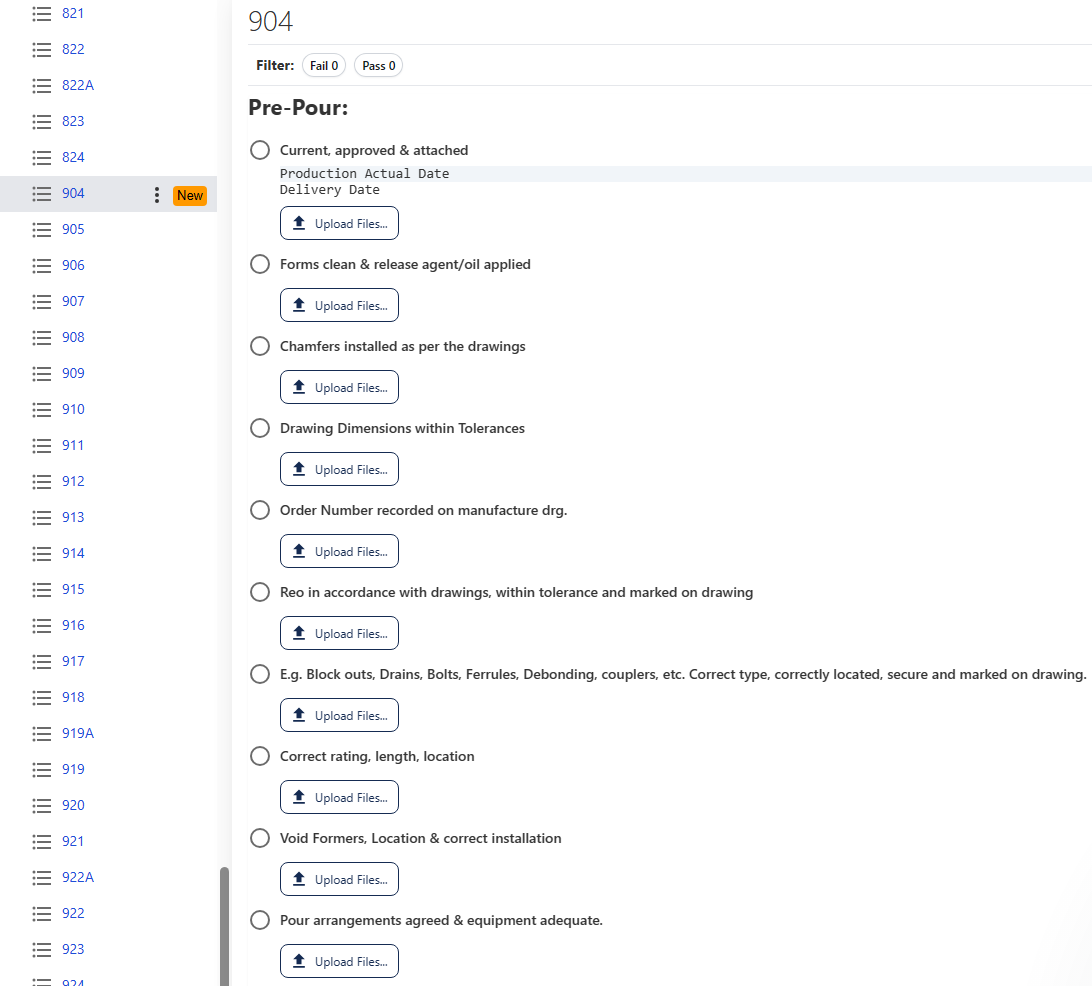 821
822
822A
823
824
904
New
905
906
907
908
909
910
911
912
913
914
915
916
917
918
919A
919
920
921
922A
922
923
924
904
Filter: Fail 0 Pass 0
Pre-Pour:
Current, approved & attached
Production Actual Date
Delivery Date
Upload Files...
Forms clean & release agent/oil applied
Upload Files...
Chamfers installed as per the drawings
Upload Files...
Drawing Dimensions within Tolerances
Upload Files...
Order Number recorded on manufacture drg.
Upload Files...
Reo in accordance with drawings, within tolerance and marked on drawing
Upload Files...
E.g. Block outs, Drains, Bolts, Ferrules, Debonding, couplers, etc. Correct type, correctly located, secure and marked on drawing.
Upload Files...
Correct rating, length, location
Upload Files...
Void Formers, Location & correct installation
Upload Files...
Pour arrangements agreed & equipment adequate.
Upload Files...